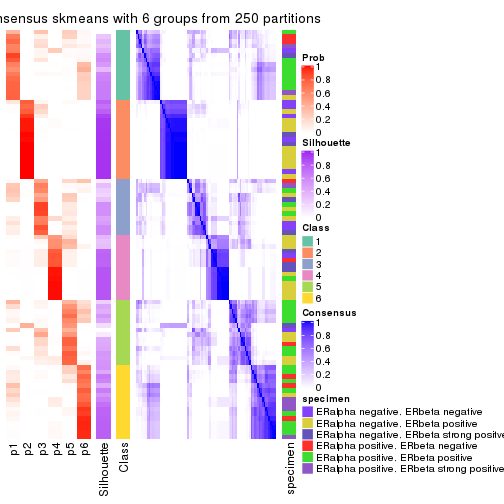 nsensus skmeans with 6 groups from 250 partitions
Prob
1
0.8
0.6
0.4
0.2
0
Silhouette
1
0.8
0.6
0.4
0.2
0
Class
1
2
3
4
5
6
Consensus
1
0.8
0.6
0.4
0.2
0
specimen
ERalpha negative. ERbeta negative
ERalpha negative. ERbeta positive
ERalpha negative. ERbeta strong positive
ERalpha positive. ERbeta negative
ERalpha positive. ERbeta positive
ERalpha positive. ERbeta strong positive
p1
p2
p3
p4
p5
p6
Silhouette
Class
specimen